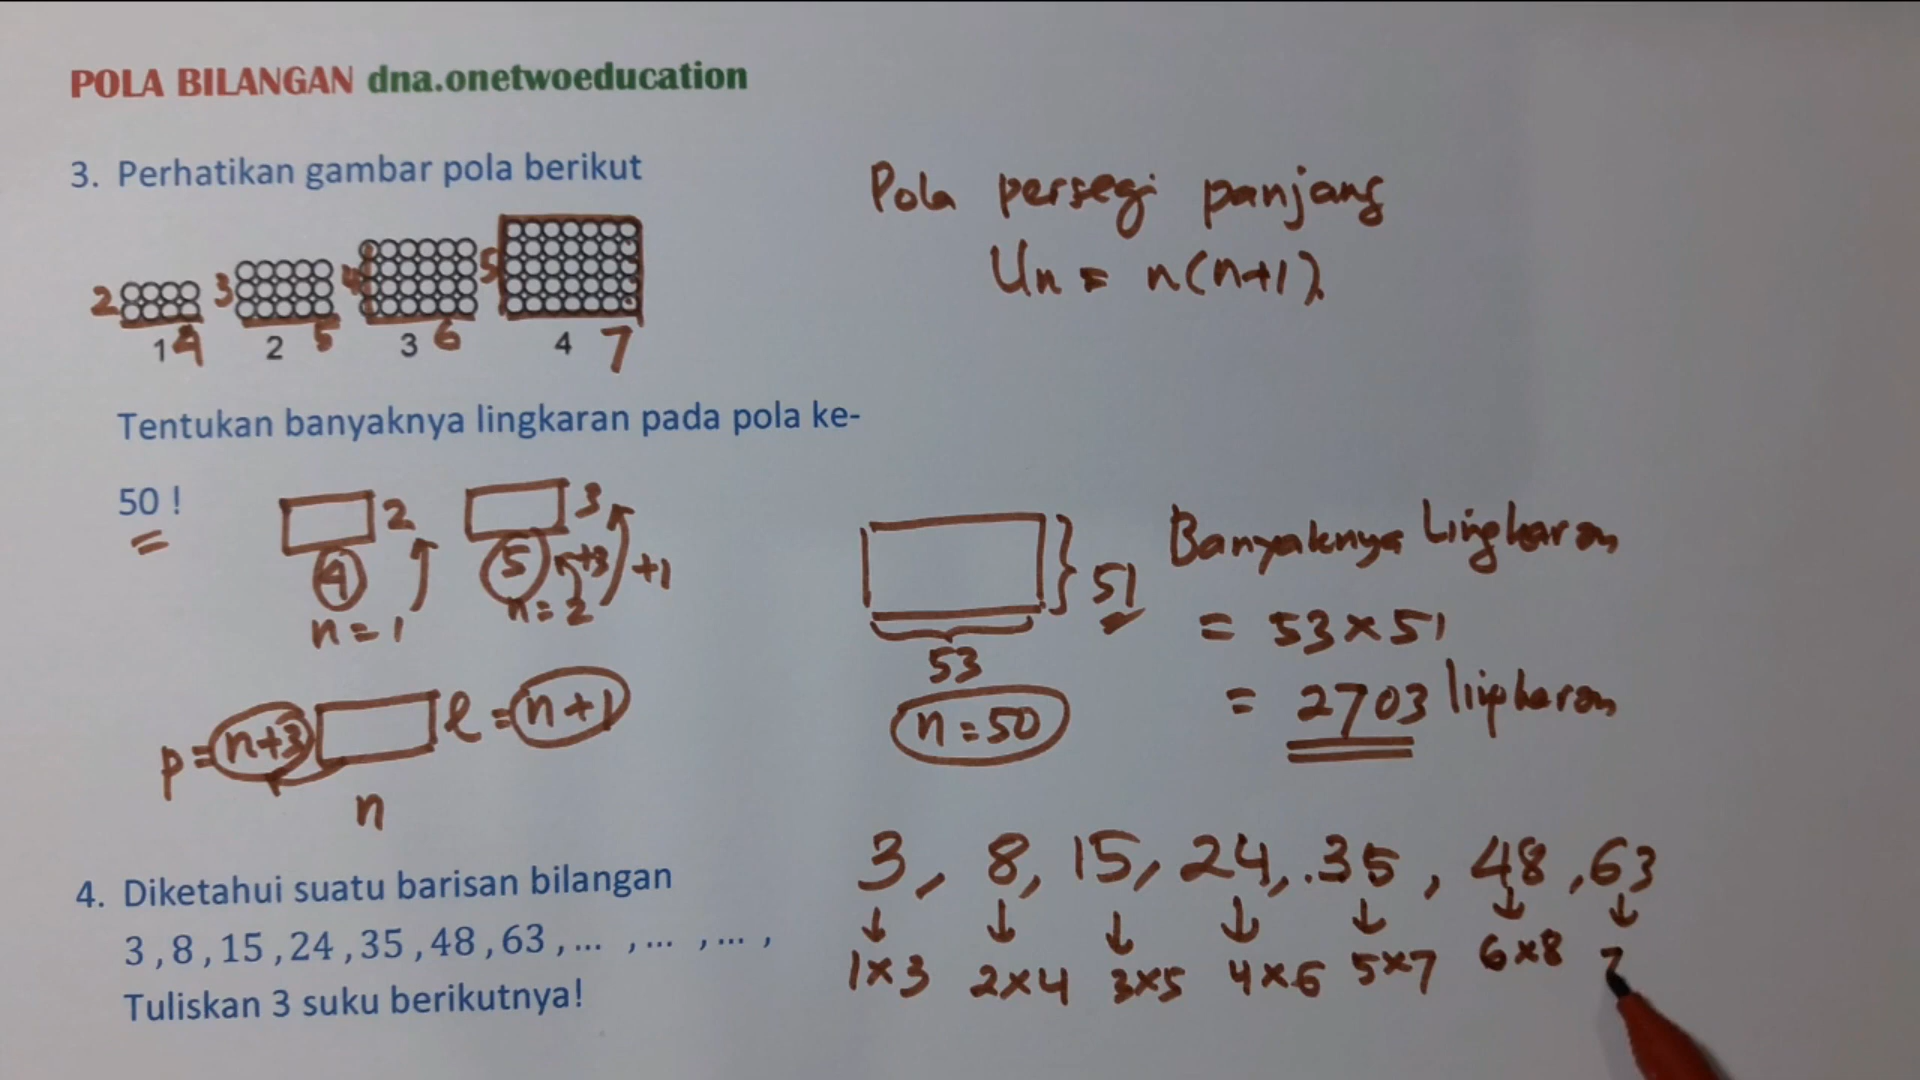 POLA BILANGAN dna.onetwoeducation
3. Perhatikan gambar pola berikut
2 3 4 5
1 4 2 5 3 6 4 7
Pola persegi panjang
Un = n(n+1)
Tentukan banyaknya lingkaran pada pola ke-
50 !
2 3
4 5 +3 +1
n = 1 n = 2
p = n+3 l = n+1
n
51
53
n = 50
Banyaknya Lingkaran
= 53 × 51
= 2703 lingkaran
4. Diketahui suatu barisan bilangan
3 , 8 , 15 , 24 , 35 , 48 , 63 , ... , ... , ... ,
Tuliskan 3 suku berikutnya!
3 , 8 , 15 , 24 , . 35 , 48 , 63
↓ ↓ ↓ ↓ ↓ ↓ ↓
1×3 2×4 3×5 4×6 5×7 6×8 7